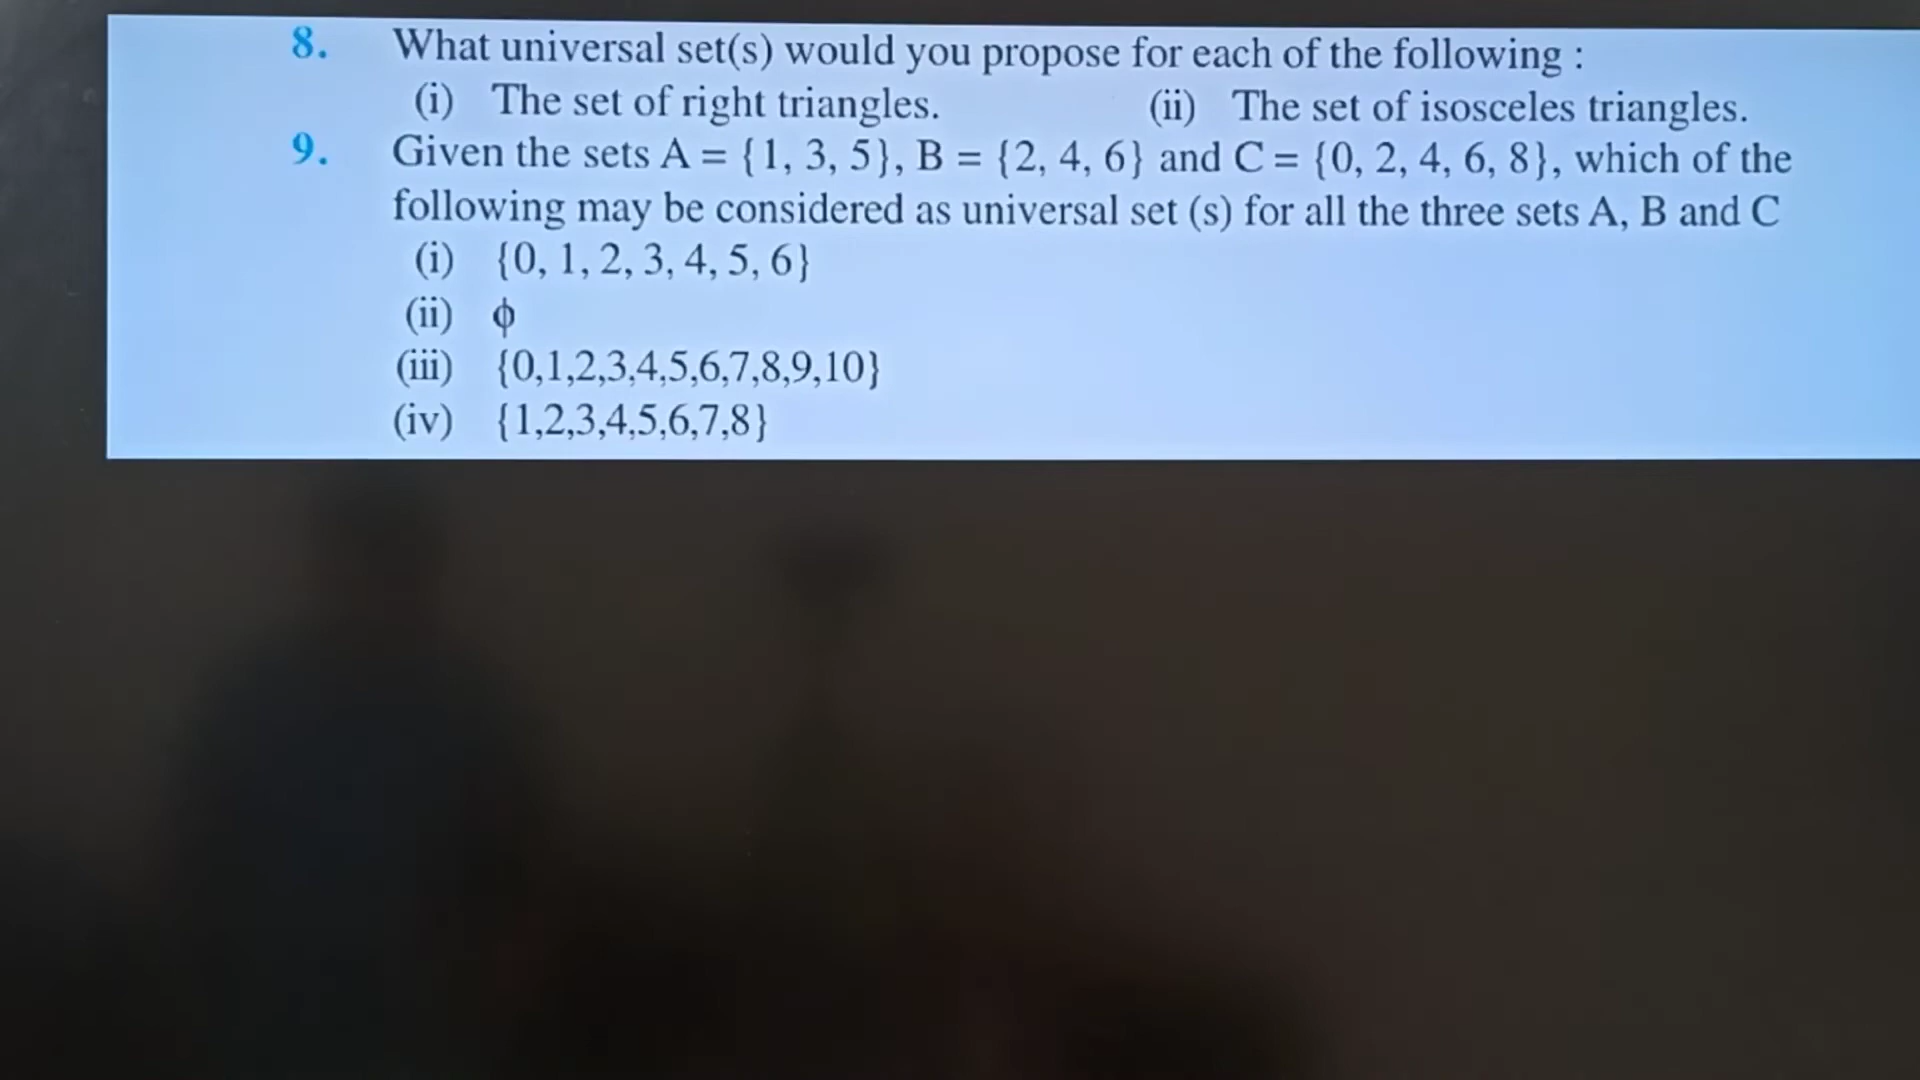 8. What universal set(s) would you propose for each of the following :
(i) The set of right triangles. (ii) The set of isosceles triangles.
9. Given the sets A = {1, 3, 5}, B = {2, 4, 6} and C = {0, 2, 4, 6, 8}, which of the
following may be considered as universal set (s) for all the three sets A, B and C
(i) {0, 1, 2, 3, 4, 5, 6}
(ii) ϕ
(iii) {0,1,2,3,4,5,6,7,8,9,10}
(iv) {1,2,3,4,5,6,7,8}